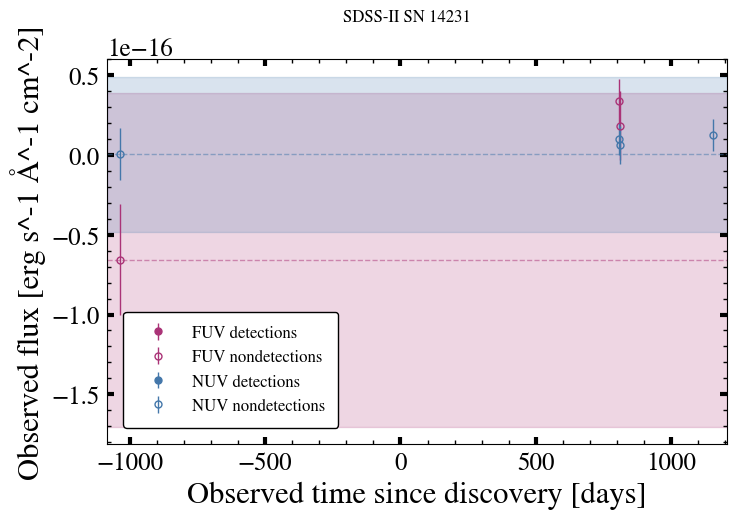 SDSS-II SN 14231
1e−16
0.5
0.0
−0.5
−1.0
−1.5
Observed flux [erg s^-1 Å^-1 cm^-2]
FUV detections
FUV nondetections
NUV detections
NUV nondetections
−1000
−500
0
500
1000
Observed time since discovery [days]